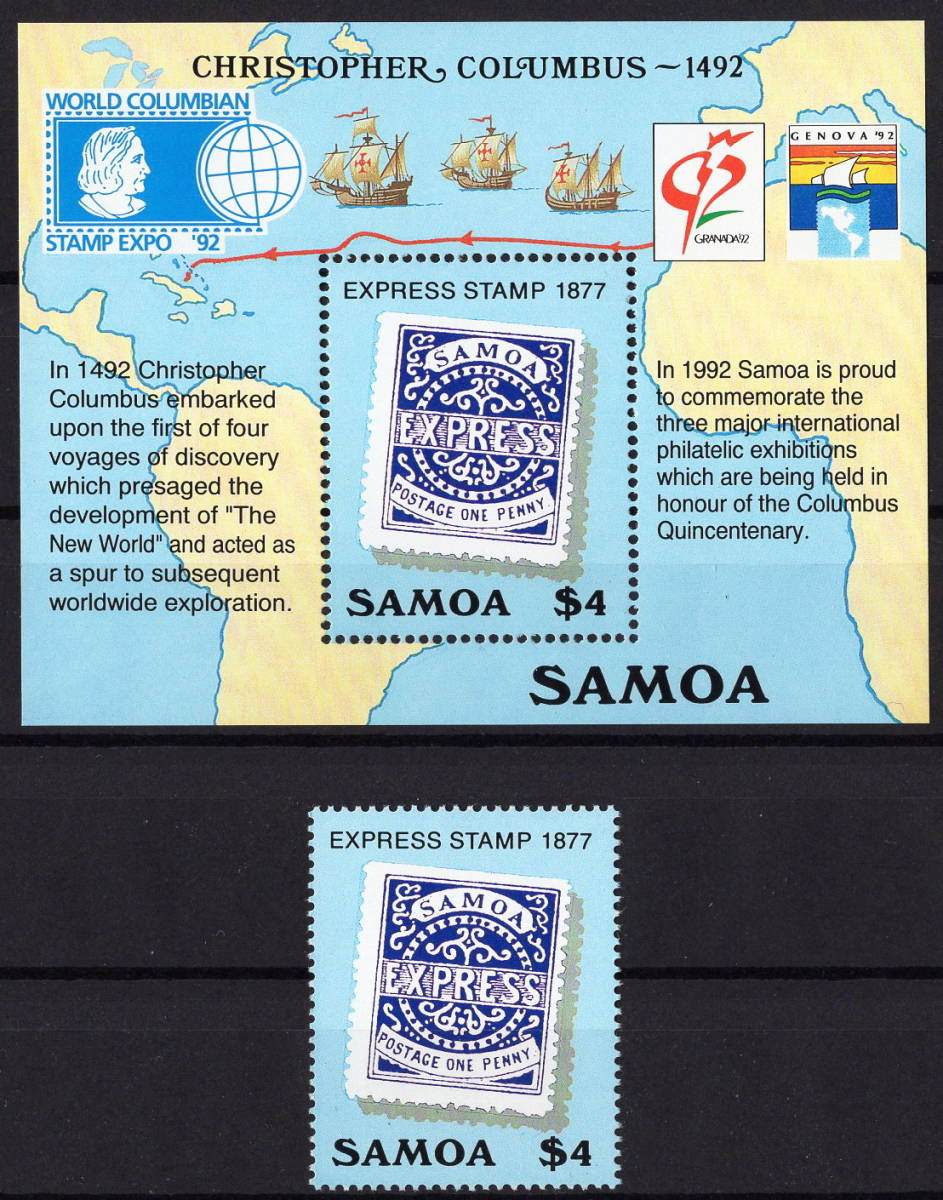 CHRISTOPHER COLUMBUS ~ 1492
WORLD COLUMBIAN
STAMP EXPO '92
GRANADA'92
GENOVA '92
EXPRESS STAMP 1877
SAMOA
EXPRESS
POSTAGE ONE PENNY
SAMOA $4
In 1492 Christopher
Columbus embarked
upon the first of four
voyages of discovery
which presaged the
development of "The
New World" and acted as
a spur to subsequent
worldwide exploration.
In 1992 Samoa is proud
to commemorate the
three major international
philatelic exhibitions
which are being held in
honour of the Columbus
Quincentenary.
SAMOA
EXPRESS STAMP 1877
SAMOA
EXPRESS
POSTAGE ONE PENNY
SAMOA $4